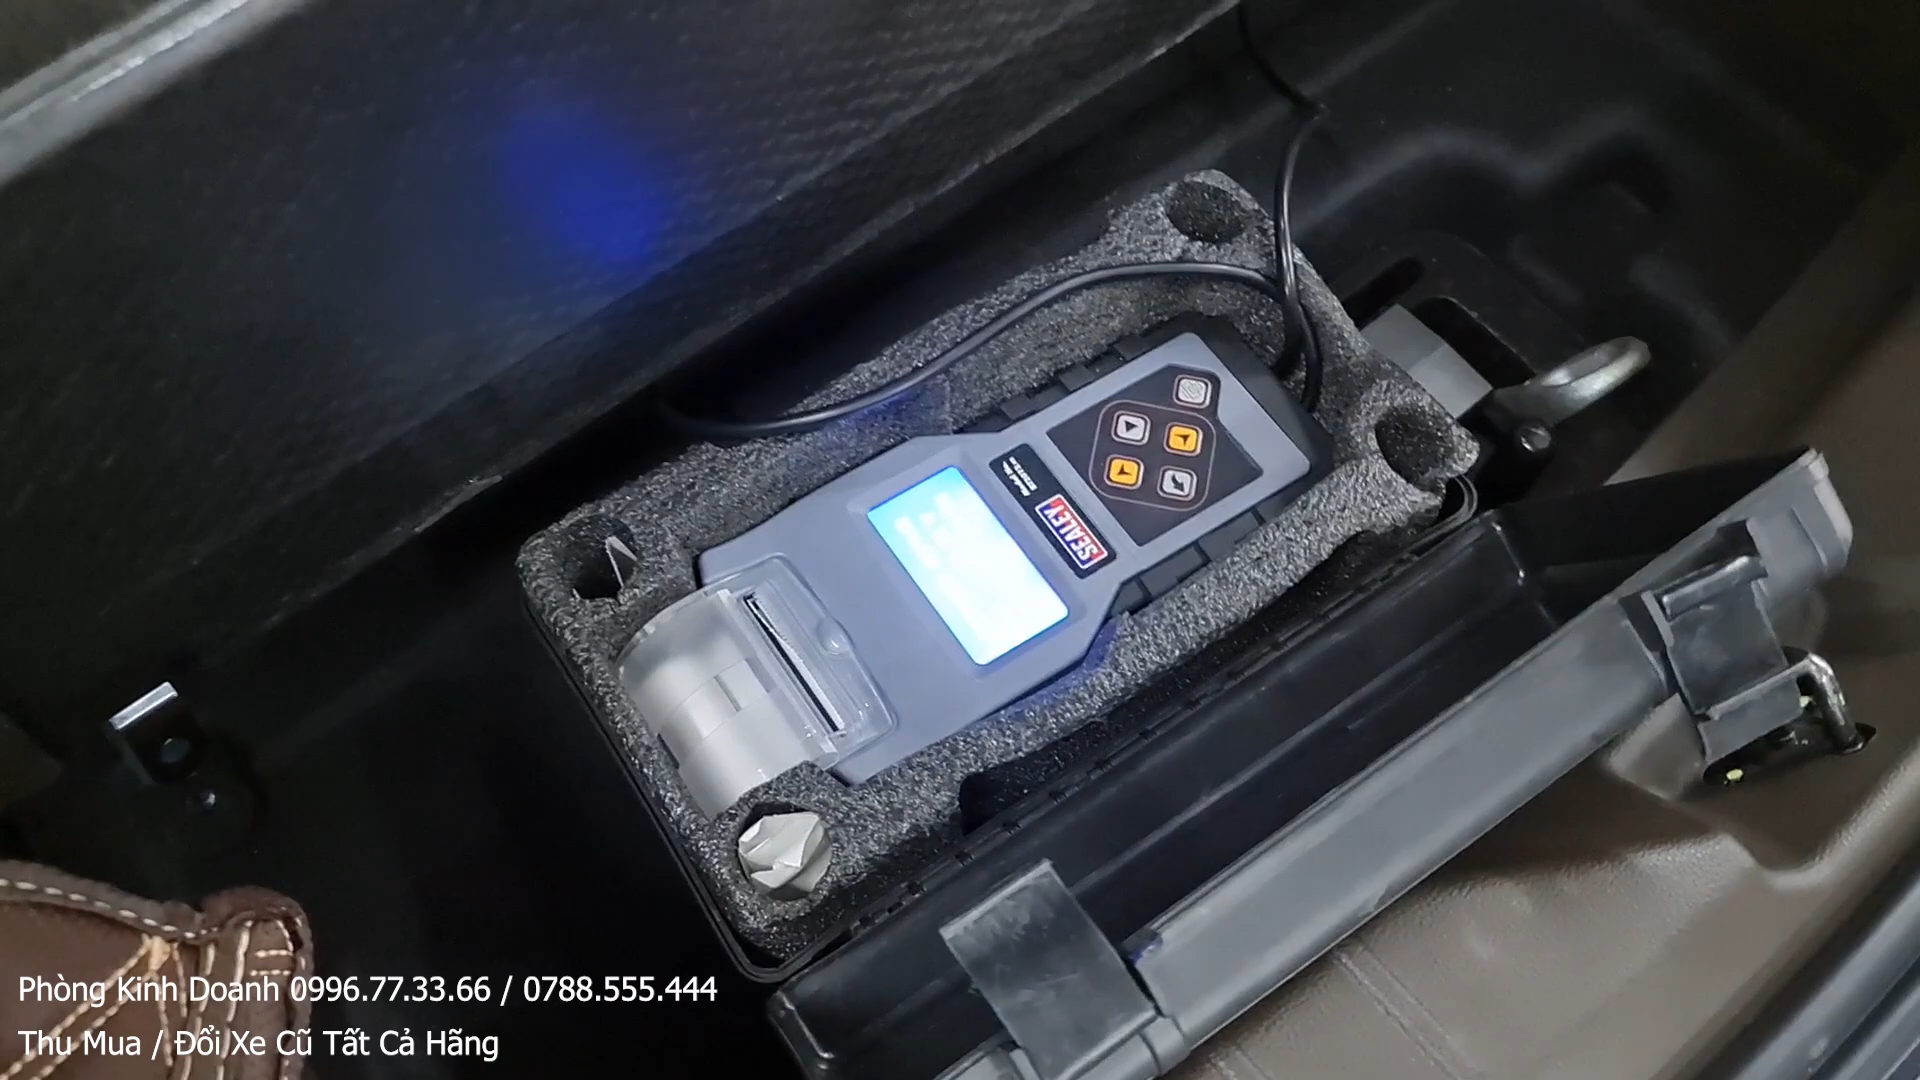 SEALEY
Phòng Kinh Doanh 0996.77.33.66 / 0788.555.444
Thu Mua / Đổi Xe Cũ Tất Cả Hãng